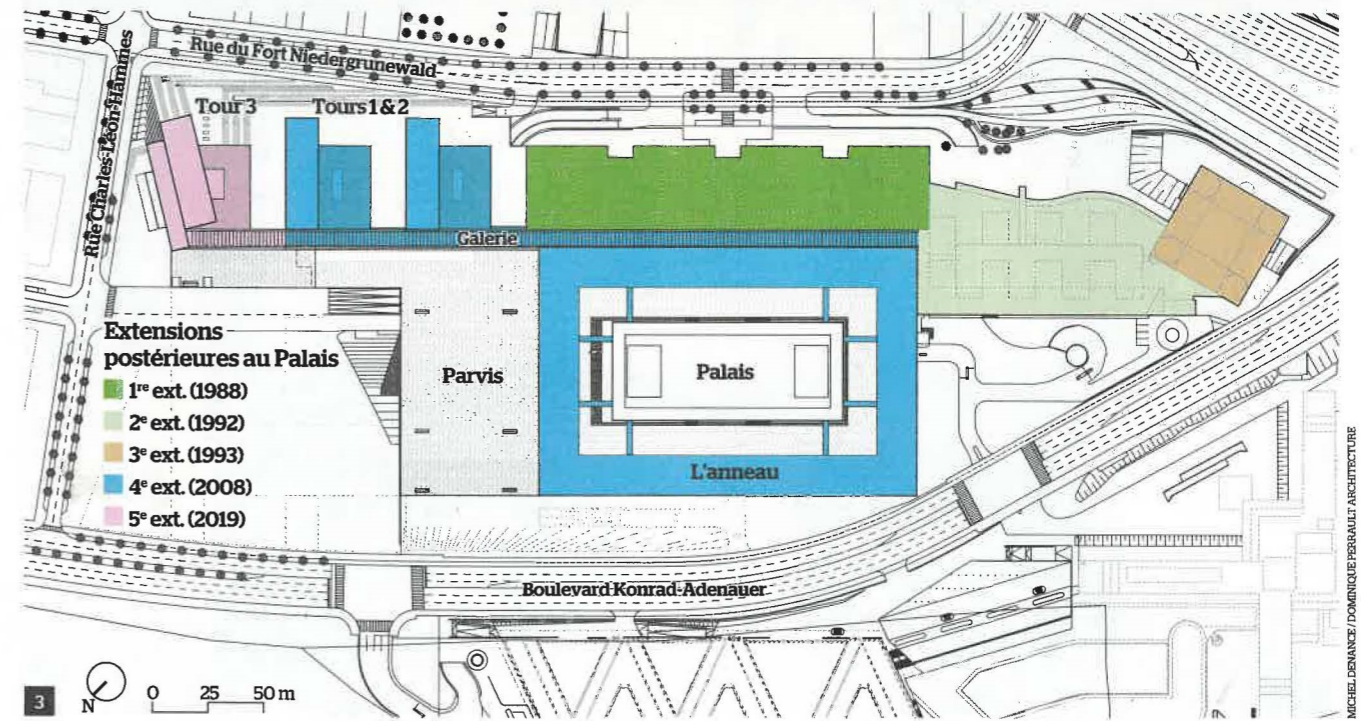 Rue du Fort Niedergrunewald
Rue Charles-Léon-Hammes
Tour 3
Tours 1 & 2
Galerie
Extensions
postérieures au Palais
1re ext. (1988)
2e ext. (1992)
3e ext. (1993)
4e ext. (2008)
5e ext. (2019)
Parvis
Palais
L'anneau
Boulevard Konrad-Adenauer
3
N
0 25 50 m
MICHEL DENANCE / DOMINIQUE PERRAULT ARCHITECTURE